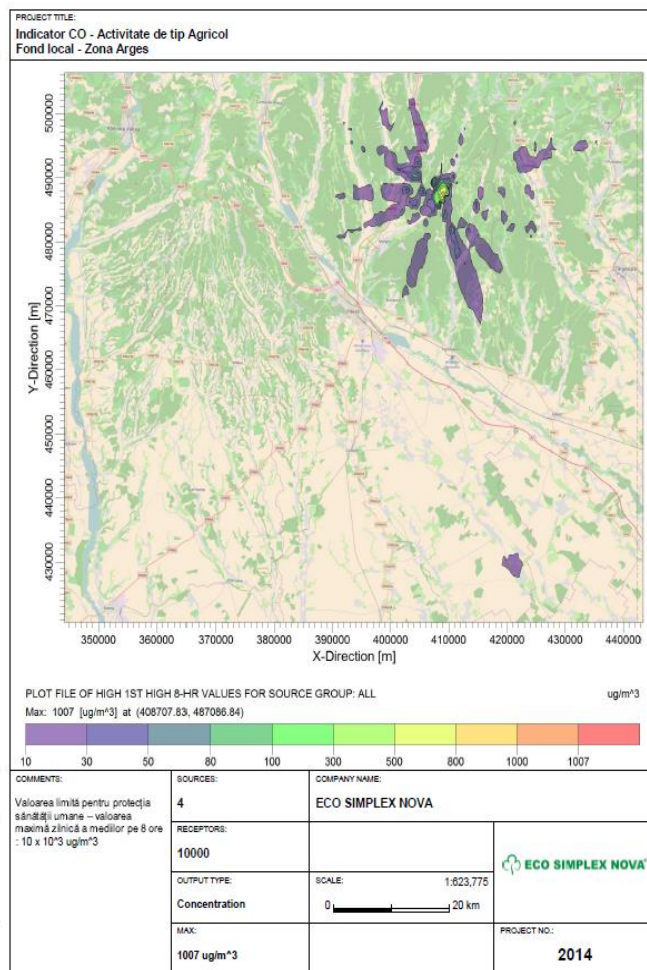 PROJECT TITLE:
Indicator CO - Activitate de tip Agricol
Fond local - Zona Arges
Y-Direction [m]
500000
490000
480000
470000
460000
450000
440000
430000
350000 360000 370000 380000 390000 400000 410000 420000 430000 440000
X-Direction [m]
PLOT FILE OF HIGH 1ST HIGH 8-HR VALUES FOR SOURCE GROUP: ALL
ug/m^3
Max: 1007 [ug/m^3] at (408707.83, 487086.84)
10 30 50 80 100 300 500 800 1000 1007
COMMENTS:
Valoarea limită pentru protecția
sănătății umane – valoarea
maximă zilnică a mediilor pe 8 ore
: 10 x 10^3 ug/m^3
SOURCES:
4
COMPANY NAME:
ECO SIMPLEX NOVA
RECEPTORS:
10000
OUTPUT TYPE:
Concentration
SCALE:
1:623,775
0 20 km
ECO SIMPLEX NOVA
MAX:
1007 ug/m^3
PROJECT NO.:
2014